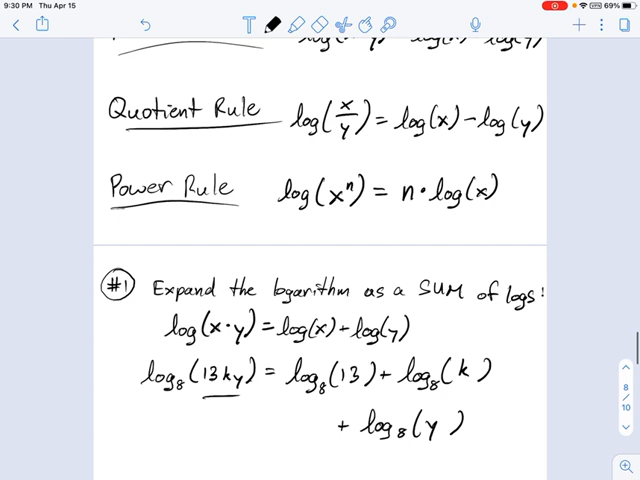 9:30 PM Thu Apr 15
69%
T
Quotient Rule log(x/y) = log(x) - log(y)
Power Rule log(xⁿ) = n • log(x)
#1 Expand the logarithm as a SUM of logs:
log(x • y) = log(x) + log(y)
log₈(13ky) = log₈(13) + log₈(k)
+ log₈(y)
8
/
10